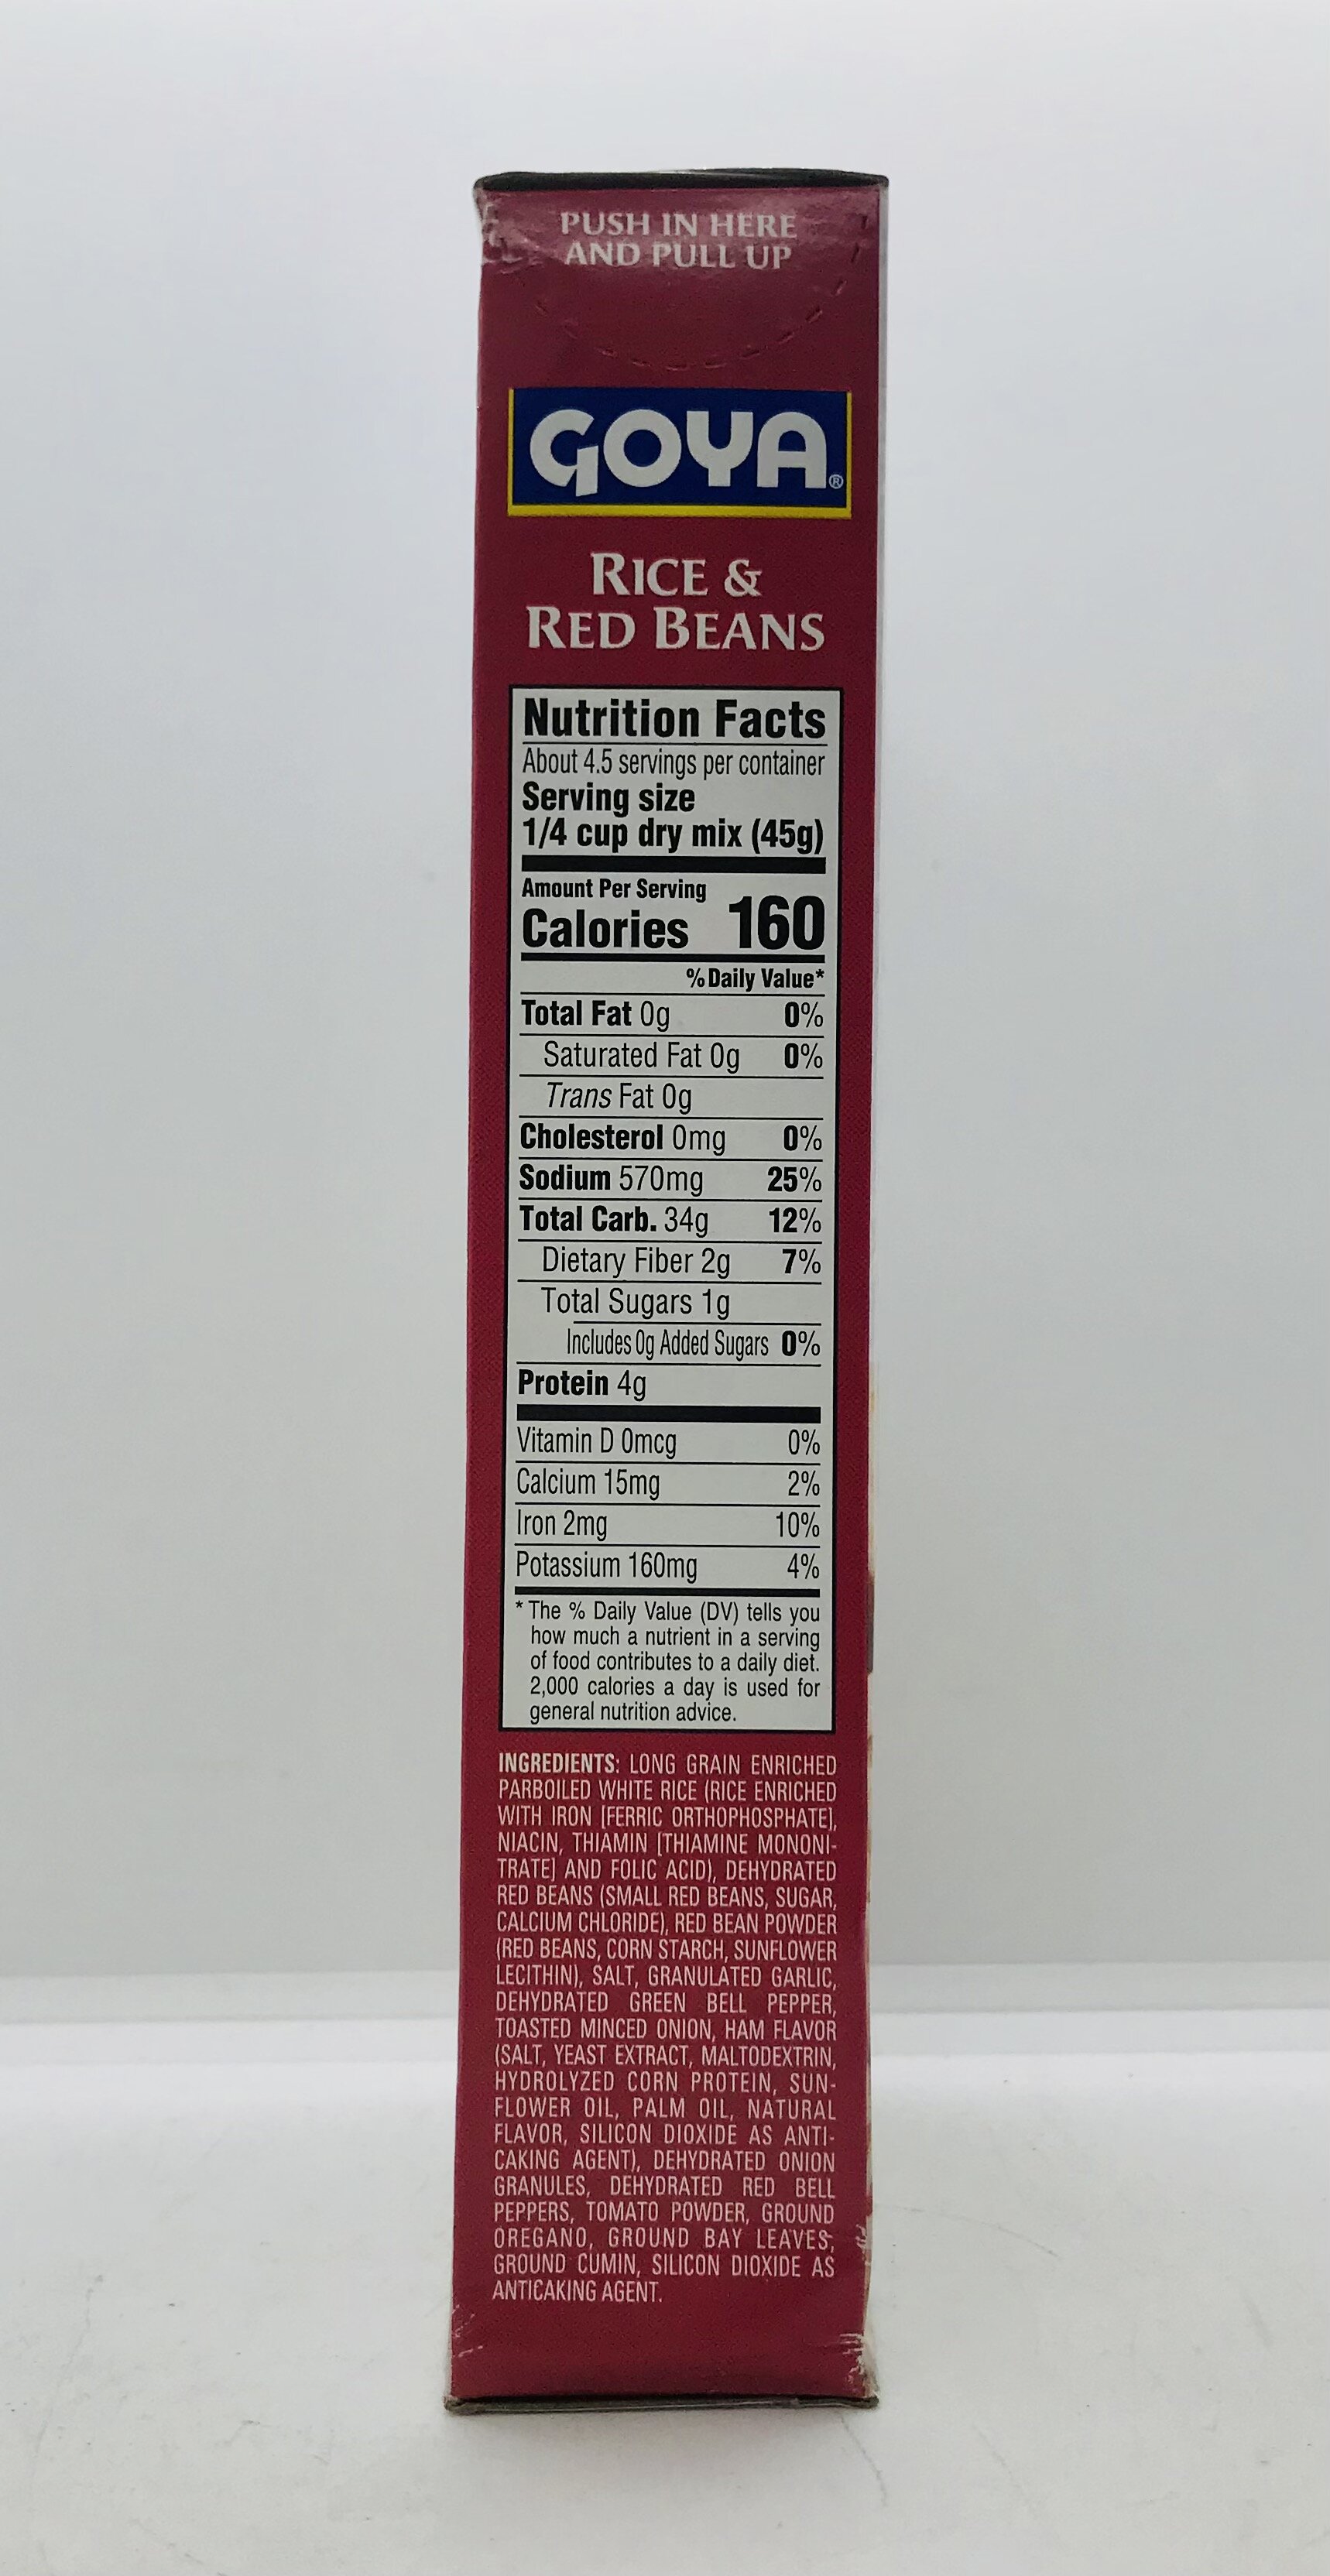 PUSH IN HERE
AND PULL UP
GOYA®
RICE &
RED BEANS
Nutrition Facts
About 4.5 servings per container
Serving size
1/4 cup dry mix (45g)
Amount Per Serving
Calories 160
% Daily Value*
Total Fat 0g 0%
Saturated Fat 0g 0%
Trans Fat 0g
Cholesterol 0mg 0%
Sodium 570mg 25%
Total Carb. 34g 12%
Dietary Fiber 2g 7%
Total Sugars 1g
Includes 0g Added Sugars 0%
Protein 4g
Vitamin D 0mcg 0%
Calcium 15mg 2%
Iron 2mg 10%
Potassium 160mg 4%
* The % Daily Value (DV) tells you
how much a nutrient in a serving
of food contributes to a daily diet.
2,000 calories a day is used for
general nutrition advice.
INGREDIENTS: LONG GRAIN ENRICHED
PARBOILED WHITE RICE (RICE ENRICHED
WITH IRON [FERRIC ORTHOPHOSPHATE],
NIACIN, THIAMIN [THIAMINE MONONI-
TRATE] AND FOLIC ACID), DEHYDRATED
RED BEANS (SMALL RED BEANS, SUGAR,
CALCIUM CHLORIDE), RED BEAN POWDER
(RED BEANS, CORN STARCH, SUNFLOWER
LECITHIN), SALT, GRANULATED GARLIC,
DEHYDRATED GREEN BELL PEPPER,
TOASTED MINCED ONION, HAM FLAVOR
(SALT, YEAST EXTRACT, MALTODEXTRIN,
HYDROLYZED CORN PROTEIN, SUN-
FLOWER OIL, PALM OIL, NATURAL
FLAVOR, SILICON DIOXIDE AS ANTI-
CAKING AGENT), DEHYDRATED ONION
GRANULES, DEHYDRATED RED BELL
PEPPERS, TOMATO POWDER, GROUND
OREGANO, GROUND BAY LEAVES,
GROUND CUMIN, SILICON DIOXIDE AS
ANTICAKING AGENT.